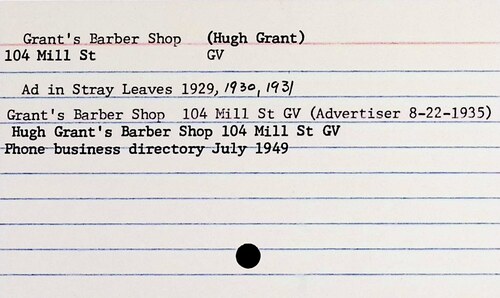 Grant's Barber Shop (Hugh Grant)
104 Mill St GV
Ad in Stray Leaves 1929, 1930, 1931
Grant's Barber Shop 104 Mill St GV (Advertiser 8-22-1935)
Hugh Grant's Barber Shop 104 Mill St GV
Phone business directory July 1949